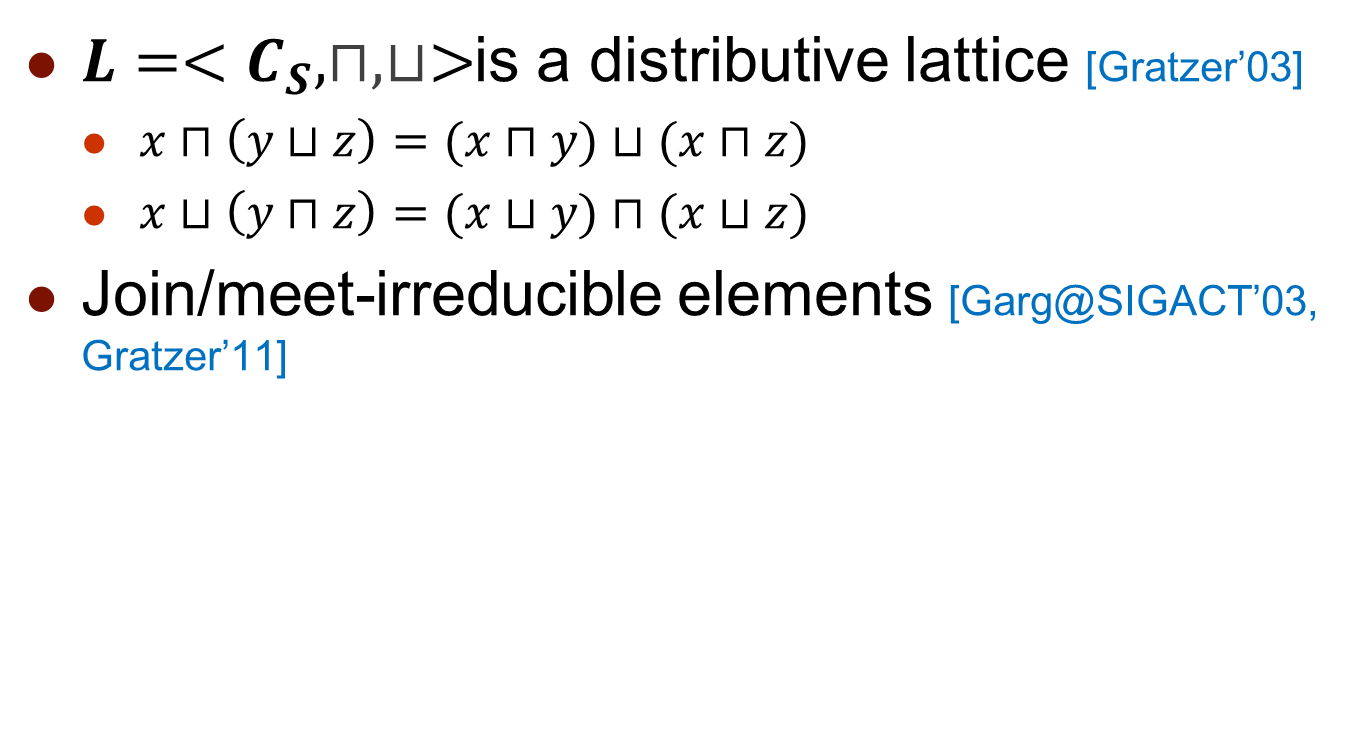 • L =< C_S,⊓,⊔>is a distributive lattice [Gratzer’03]
• x ⊓ (y ⊔ z) = (x ⊓ y) ⊔ (x ⊓ z)
• x ⊔ (y ⊓ z) = (x ⊔ y) ⊓ (x ⊔ z)
• Join/meet-irreducible elements [Garg@SIGACT’03,
Gratzer’11]